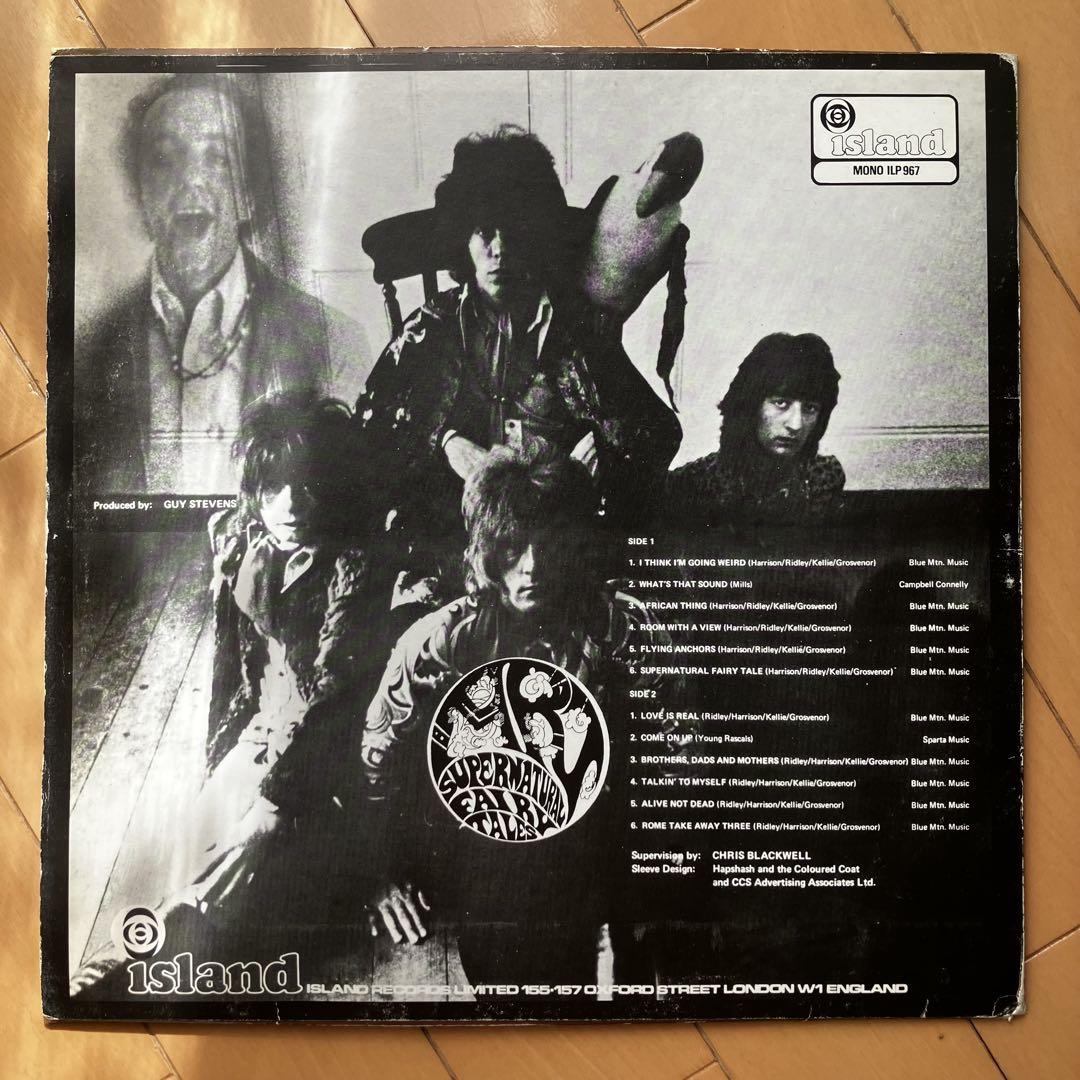 island
MONO ILP 967
Produced by: GUY STEVENS
SIDE 1
1. I THINK I'M GOING WEIRD (Harrison/Ridley/Kellie/Grosvenor) Blue Mtn. Music
2. WHAT'S THAT SOUND (Mills) Campbell Connelly
3. AFRICAN THING (Harrison/Ridley/Kellie/Grosvenor) Blue Mtn. Music
4. ROOM WITH A VIEW (Harrison/Ridley/Kellie/Grosvenor) Blue Mtn. Music
5. FLYING ANCHORS (Harrison/Ridley/Kellie/Grosvenor) Blue Mtn. Music
6. SUPERNATURAL FAIRY TALE (Harrison/Ridley/Kellie/Grosvenor) Blue Mtn. Music
SIDE 2
1. LOVE IS REAL (Ridley/Harrison/Kellie/Grosvenor) Blue Mtn. Music
2. COME ON UP (Young Rascals) Sparta Music
3. BROTHERS, DADS AND MOTHERS (Ridley/Harrison/Kellie/Grosvenor) Blue Mtn. Music
4. TALKIN' TO MYSELF (Ridley/Harrison/Kellie/Grosvenor) Blue Mtn. Music
5. ALIVE NOT DEAD (Ridley/Harrison/Kellie/Grosvenor) Blue Mtn. Music
6. ROME TAKE AWAY THREE (Ridley/Harrison/Kellie/Grosvenor) Blue Mtn. Music
ART
SUPERNATURAL
FAIRY
TALES
Supervision by: CHRIS BLACKWELL
Sleeve Design: Hapshash and the Coloured Coat
and CCS Advertising Associates Ltd.
island ISLAND RECORDS LIMITED 155-157 OXFORD STREET LONDON W1 ENGLAND